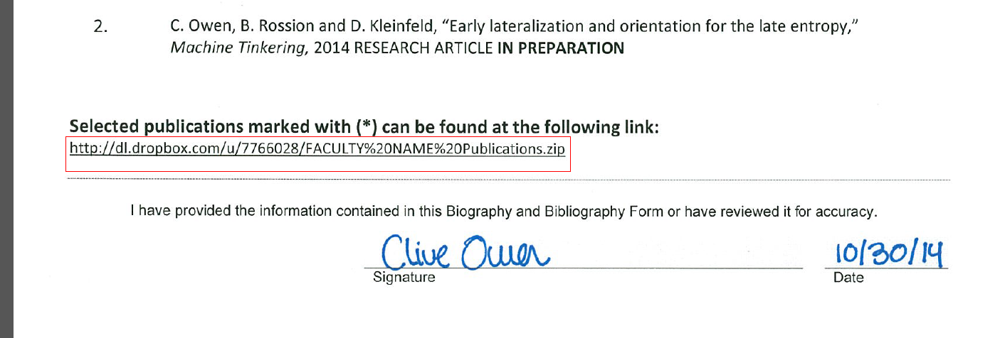 2. C. Owen, B. Rossion and D. Kleinfeld, “Early lateralization and orientation for the late entropy,”
Machine Tinkering, 2014 RESEARCH ARTICLE IN PREPARATION
Selected publications marked with (*) can be found at the following link:
http://dl.dropbox.com/u/7766028/FACULTY%20NAME%20Publications.zip
I have provided the information contained in this Biography and Bibliography Form or have reviewed it for accuracy.
Clive Owen 10/30/14
Signature Date